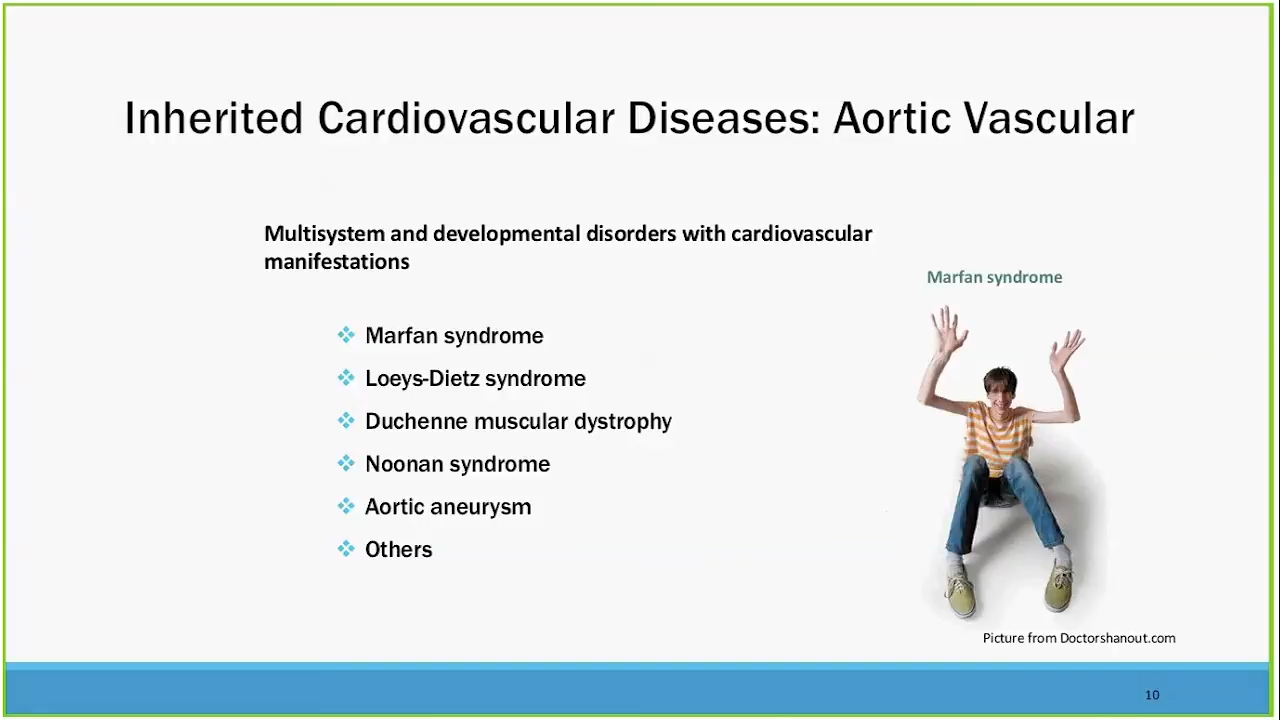 Inherited Cardiovascular Diseases: Aortic Vascular
Multisystem and developmental disorders with cardiovascular
manifestations
Marfan syndrome
Marfan syndrome
Loeys-Dietz syndrome
Duchenne muscular dystrophy
Noonan syndrome
Aortic aneurysm
Others
Picture from Doctorshanout.com
10